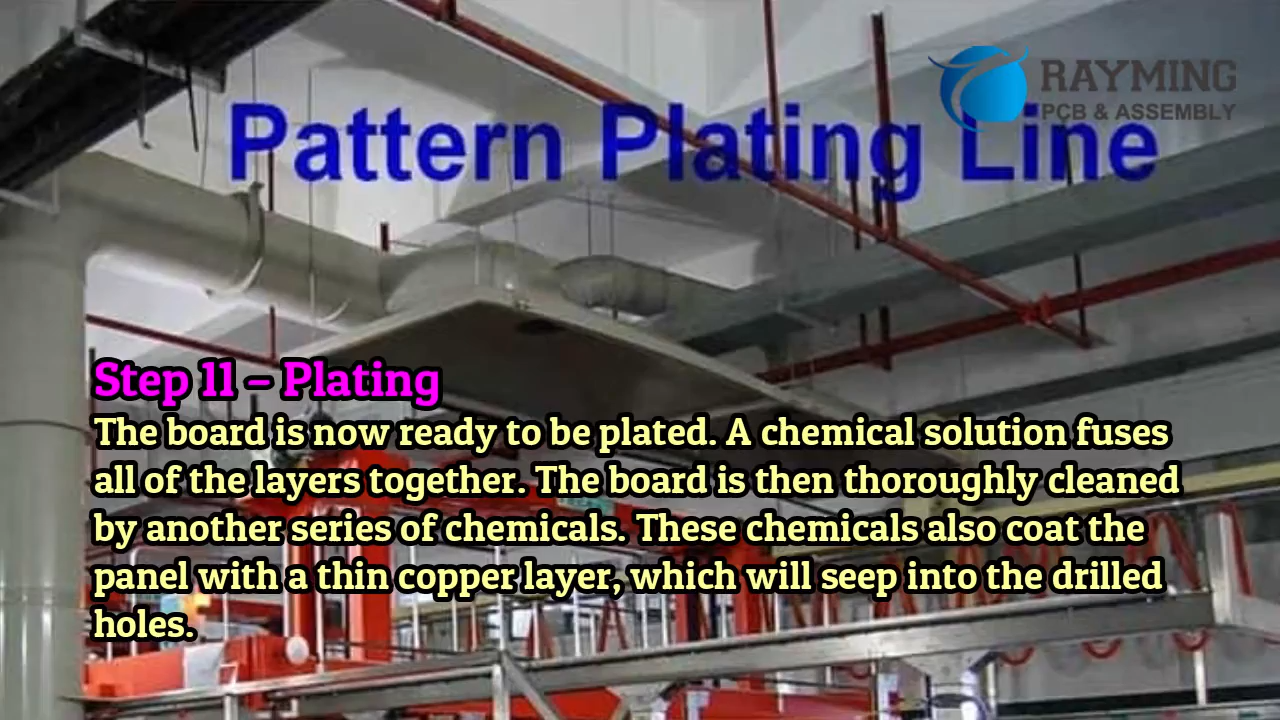 RAYMING
PCB & ASSEMBLY
Pattern Plating Line
Step 11 – Plating
The board is now ready to be plated. A chemical solution fuses
all of the layers together. The board is then thoroughly cleaned
by another series of chemicals. These chemicals also coat the
panel with a thin copper layer, which will seep into the drilled
holes.